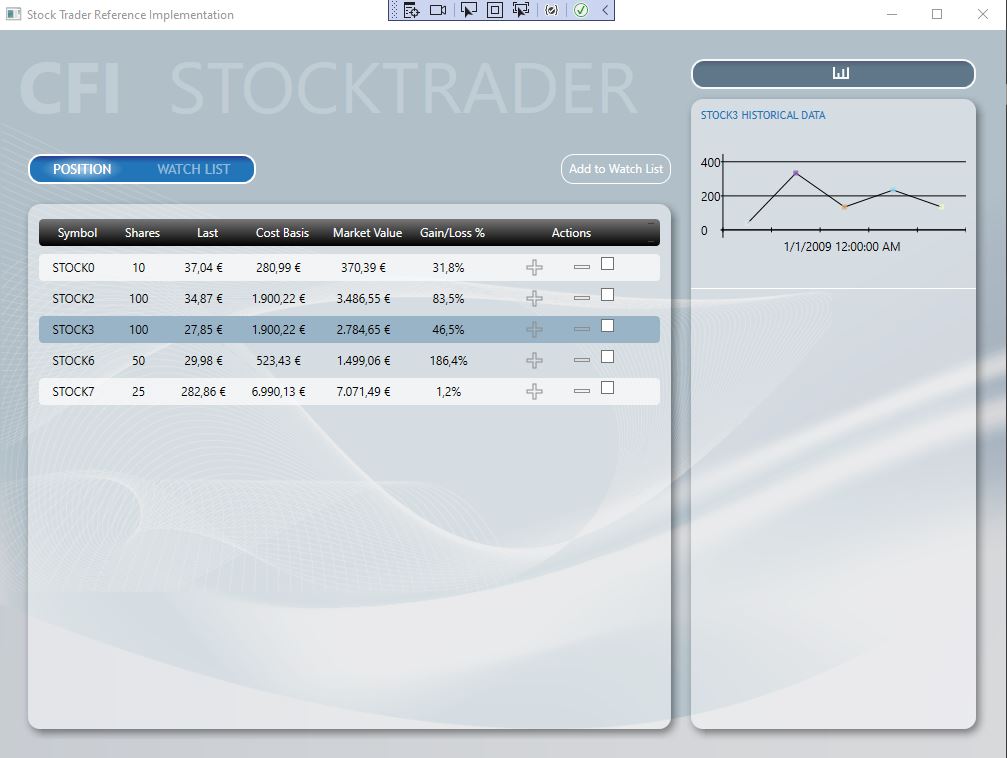 Stock Trader Reference Implementation
CFI STOCKTRADER
POSITION WATCH LIST
Add to Watch List
Symbol Shares Last Cost Basis Market Value Gain/Loss % Actions
STOCK0 10 37,04 € 280,99 € 370,39 € 31,8%
STOCK2 100 34,87 € 1.900,22 € 3.486,55 € 83,5%
STOCK3 100 27,85 € 1.900,22 € 2.784,65 € 46,5%
STOCK6 50 29,98 € 523,43 € 1.499,06 € 186,4%
STOCK7 25 282,86 € 6.990,13 € 7.071,49 € 1,2%
STOCK3 HISTORICAL DATA
400
200
0
1/1/2009 12:00:00 AM